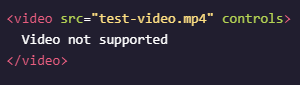 <video src="test-video.mp4" controls>
  Video not supported
</video>